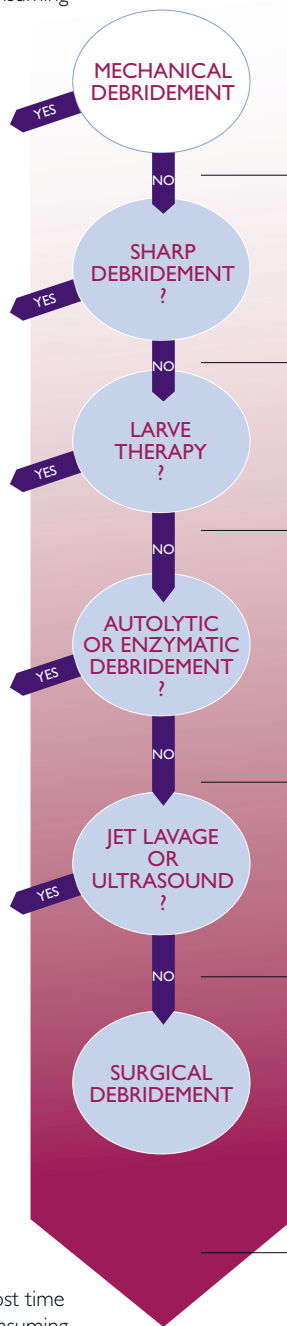 MECHANICAL
DEBRIDEMENT
YES
NO
SHARP
DEBRIDEMENT
?
YES
NO
LARVE
THERAPY
?
YES
NO
AUTOLYTIC
OR ENZYMATIC
DEBRIDEMENT
?
YES
NO
JET LAVAGE
OR
ULTRASOUND
?
YES
NO
SURGICAL
DEBRIDEMENT
time